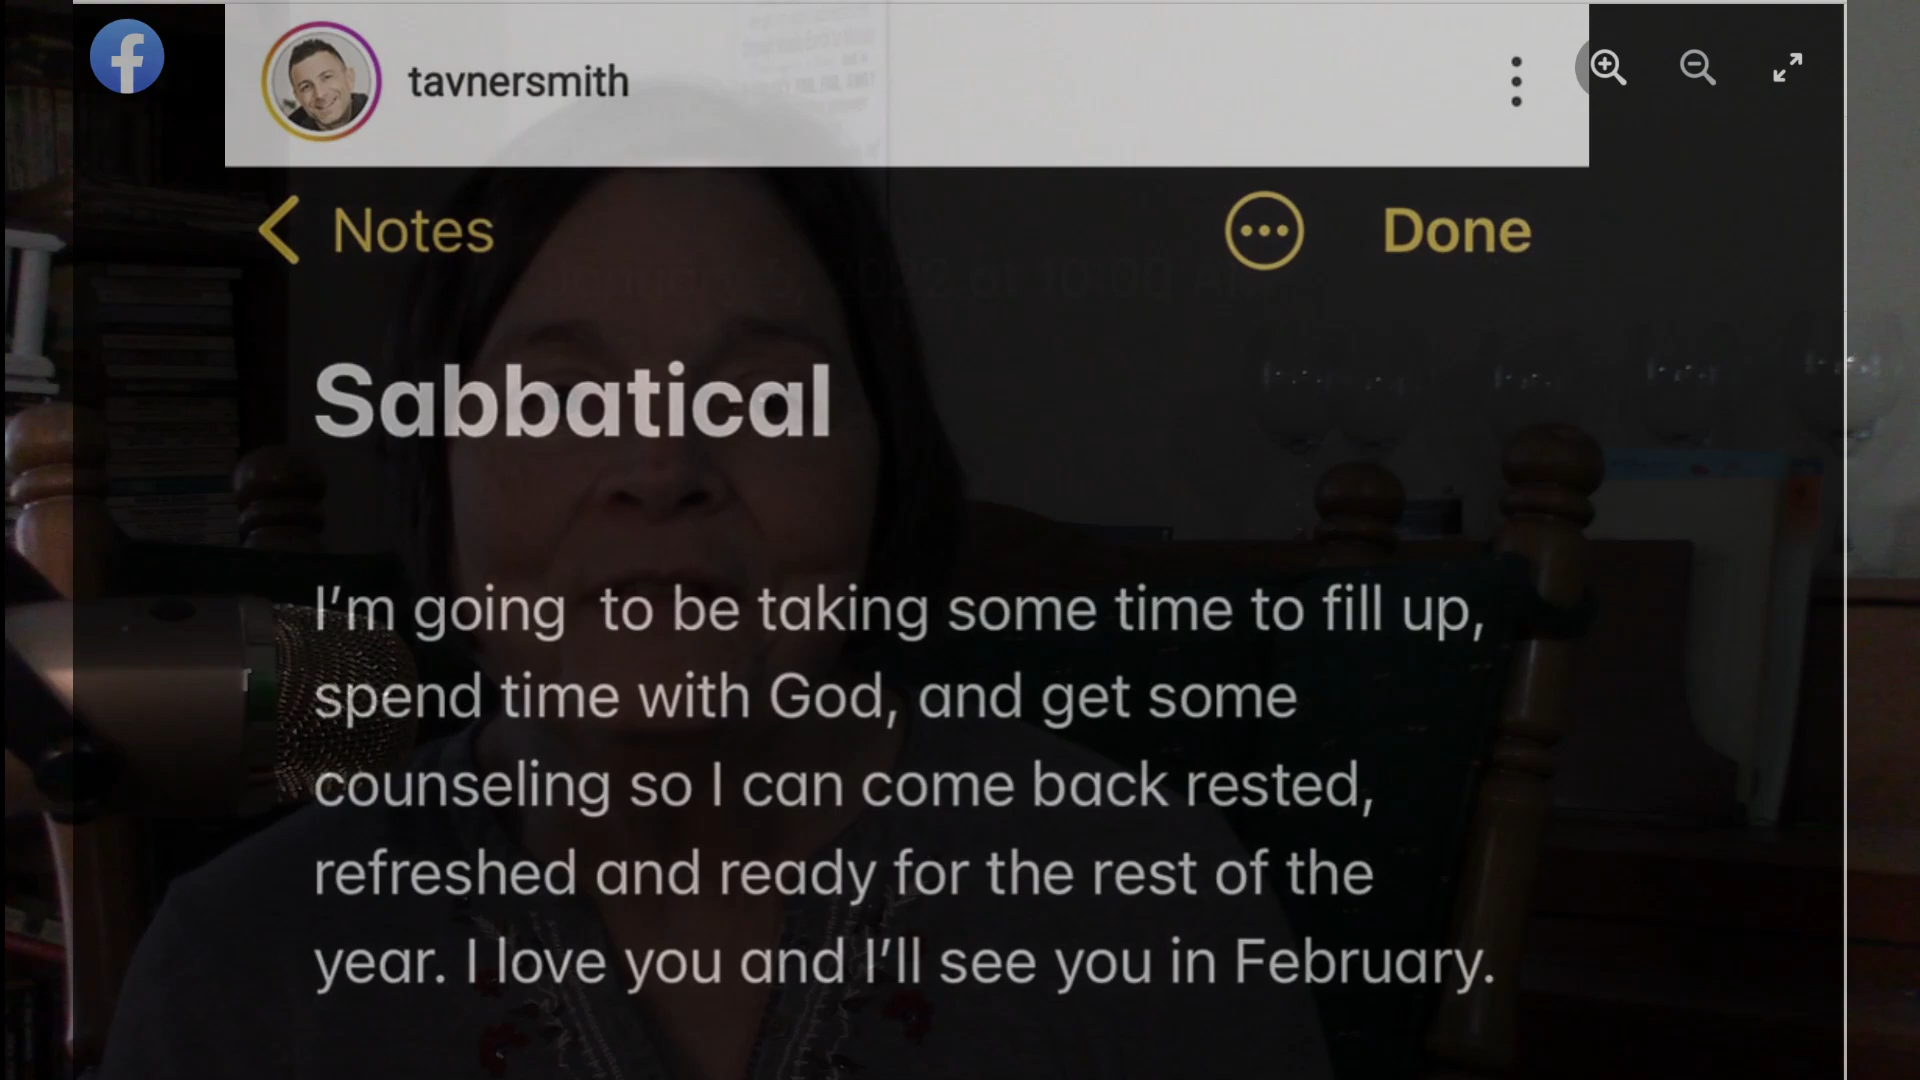 tavnersmith
Notes
Done
Sabbatical
I'm going  to be taking some time to fill up,
spend time with God, and get some
counseling so I can come back rested,
refreshed and ready for the rest of the
year. I love you and I'll see you in February.